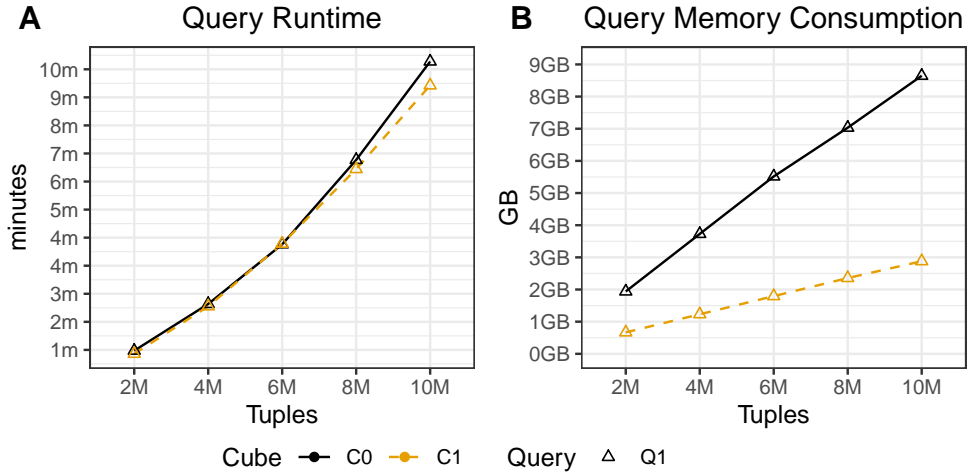 A
Query Runtime
10m
9m
8m
7m
6m
5m
4m
4m
3m
2m
1m
minutes
2M 4M 6M 8M 10M
Tuples
B
Query Memory Consumption
9GB
8GB
7GB
6GB
5GB
4GB
3GB
2GB
1GB
0GB
GB
2M 4M 6M 8M 10M
Tuples
Cube C0 C1 Query Q1